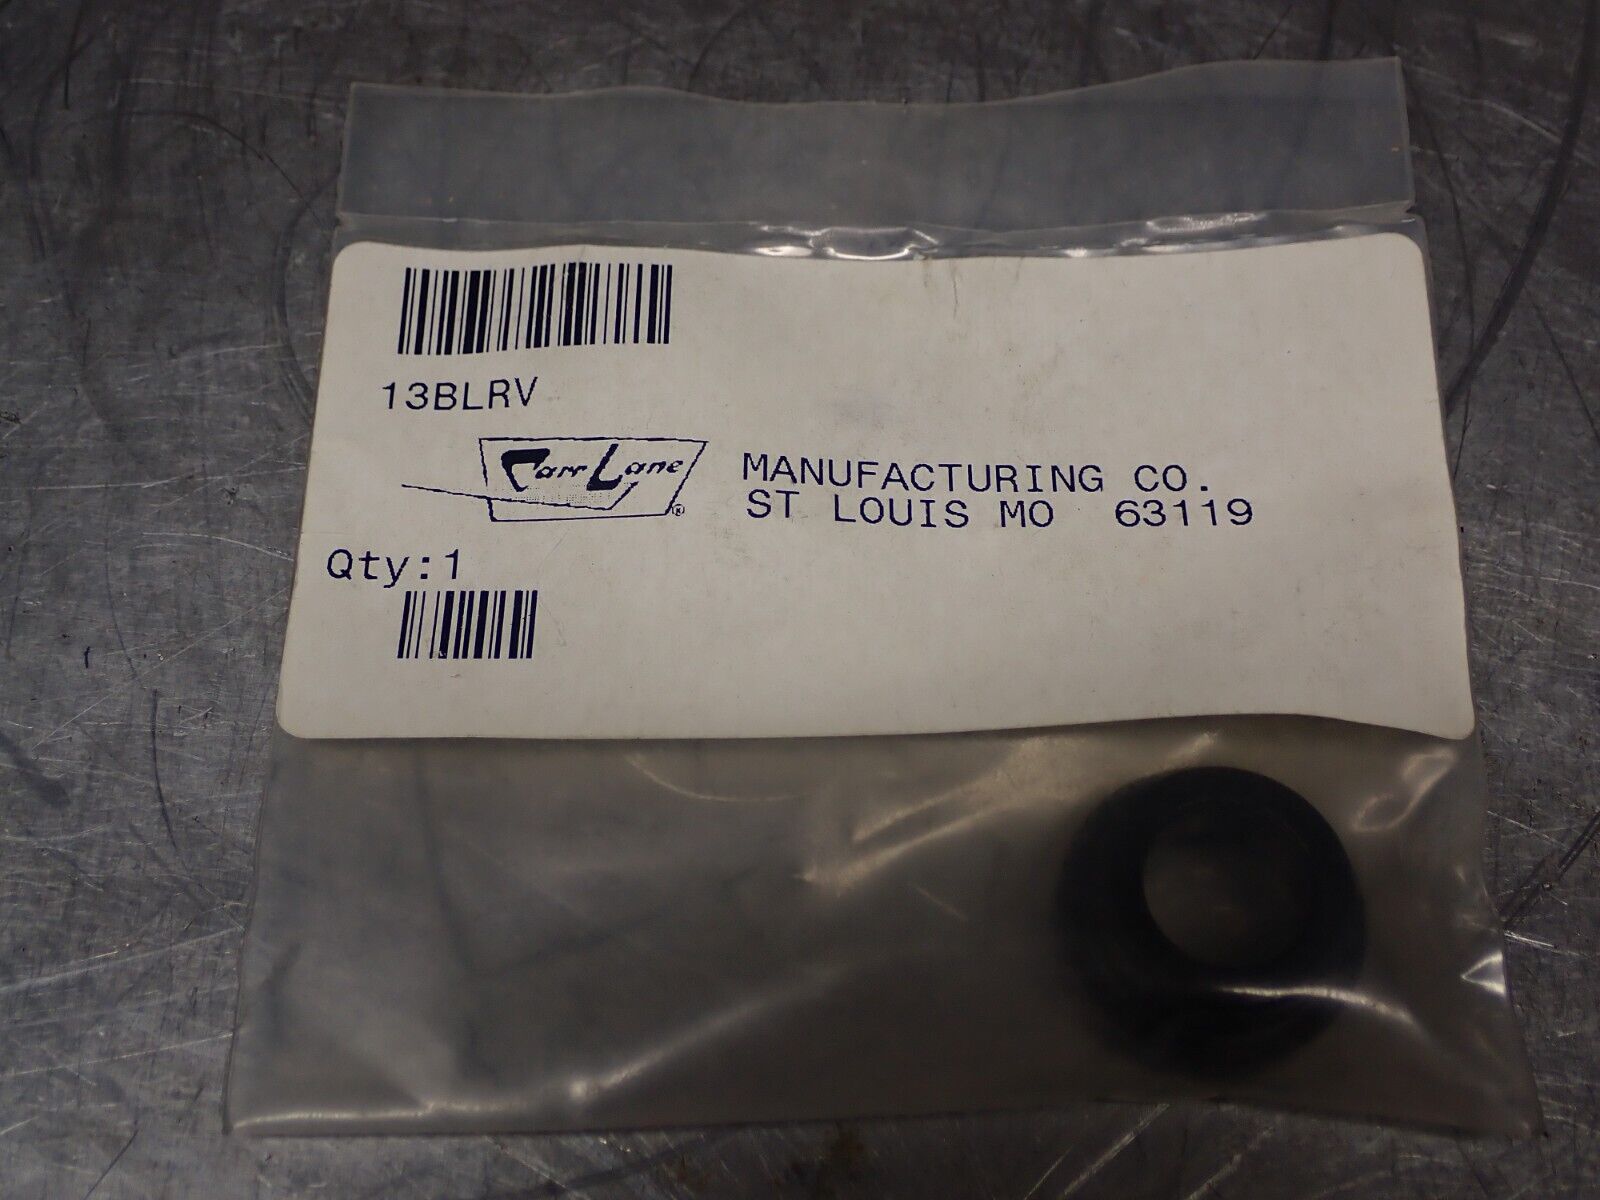 13BLRV
Carr Lane ®
MANUFACTURING CO.
ST LOUIS MO 63119
Qty:1